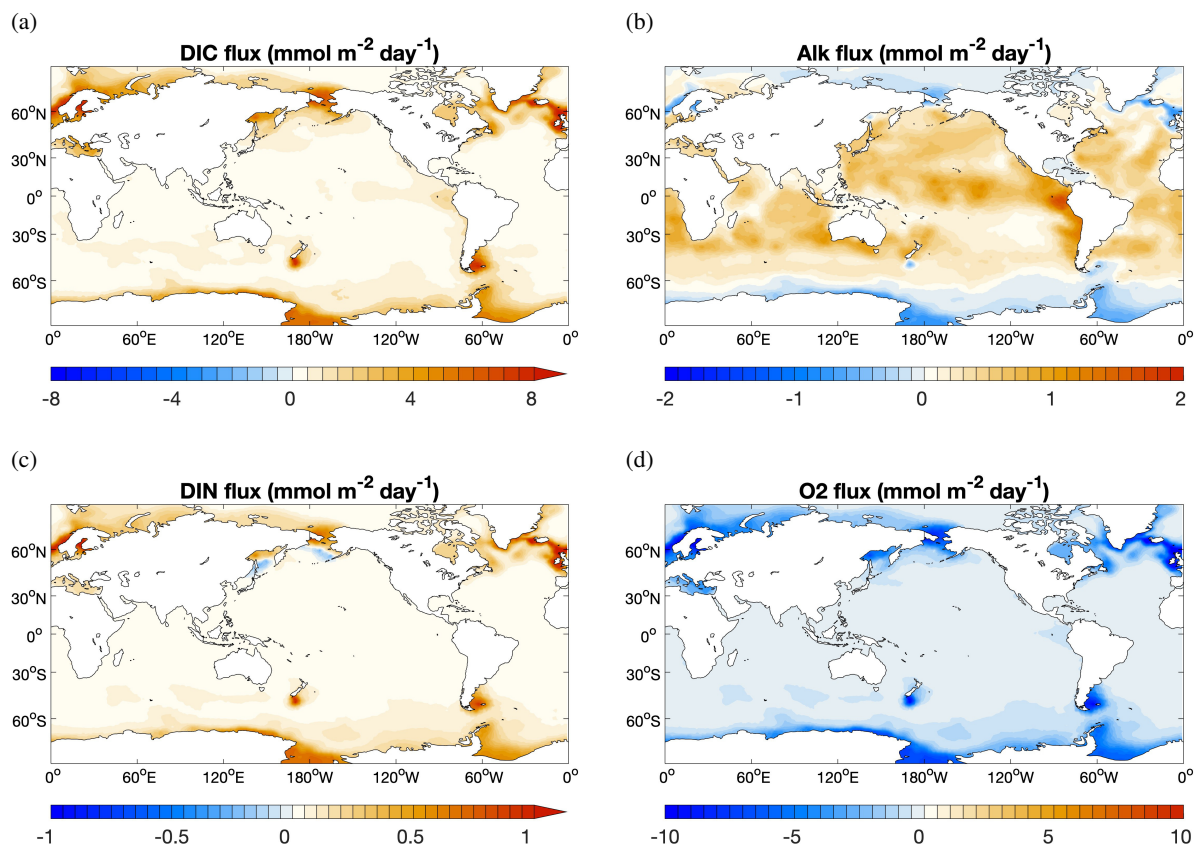 (a)
DIC flux (mmol m⁻² day⁻¹)
60°N
30°N
0°
30°S
60°S
0° 60°E 120°E 180°W 120°W 60°W 0°
-8 -4 0 4 8
(b)
Alk flux (mmol m⁻² day⁻¹)
60°N
30°N
0°
30°S
60°S
0° 60°E 120°E 180°W 120°W 60°W 0°
-2 -1 0 1 2
(c)
DIN flux (mmol m⁻² day⁻¹)
60°N
30°N
0°
30°S
60°S
0° 60°E 120°E 180°W 120°W 60°W 0°
-1 -0.5 0 0.5 1
(d)
O2 flux (mmol m⁻² day⁻¹)
60°N
30°N
0°
30°S
60°S
0° 60°E 120°E 180°W 120°W 60°W 0°
-10 -5 0 5 10